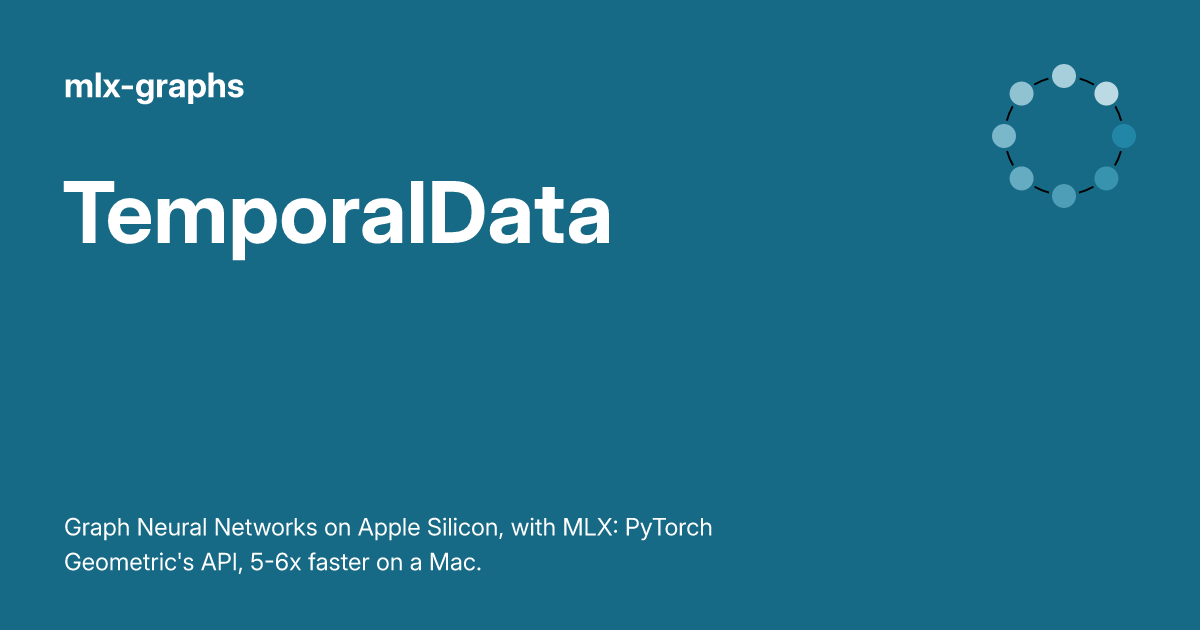 mlx-graphs
TemporalData
Graph Neural Networks on Apple Silicon, with MLX: PyTorch
Geometric's API, 5-6x faster on a Mac.